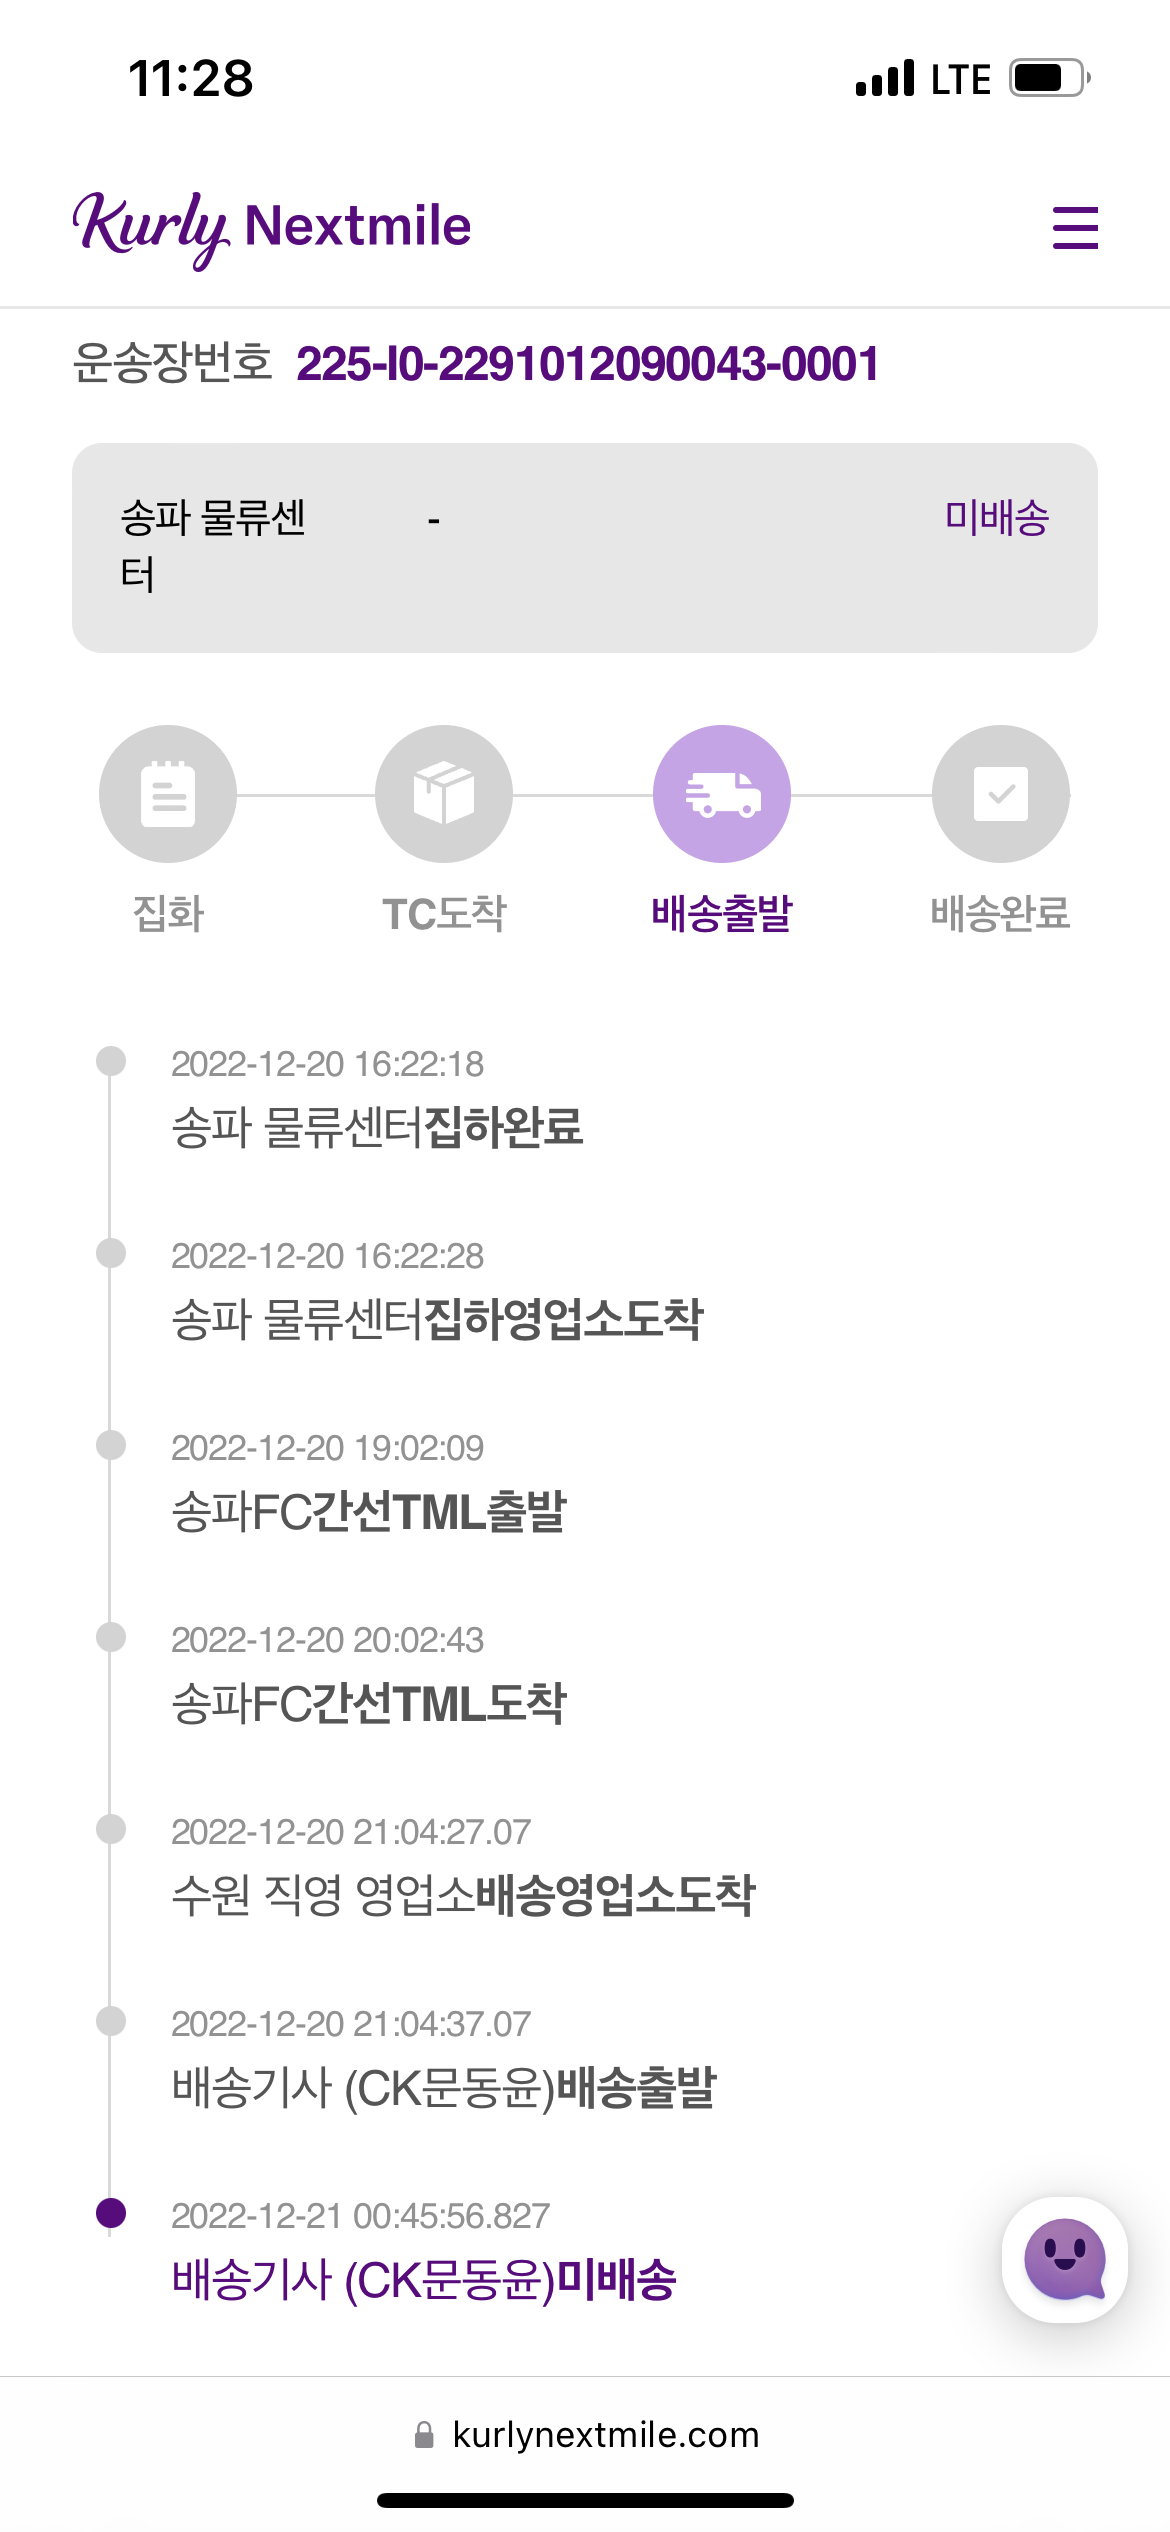 11:28 LTE
Kurly Nextmile
운송장번호 225-I0-2291012090043-0001
송파 물류센 - 미배송
터
집화 TC도착 배송출발 배송완료
2022-12-20 16:22:18
송파 물류센터집하완료
2022-12-20 16:22:28
송파 물류센터집하영업소도착
2022-12-20 19:02:09
송파FC간선TML출발
2022-12-20 20:02:43
송파FC간선TML도착
2022-12-20 21:04:27.07
수원 직영 영업소배송영업소도착
2022-12-20 21:04:37.07
배송기사 (CK문동윤)배송출발
2022-12-21 00:45:56.827
배송기사 (CK문동윤)미배송
kurlynextmile.com